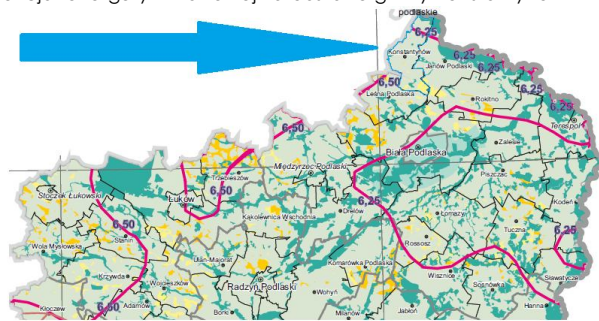 podlaskie
6,25
Konstantynów
6,25
Janów Podlaski
6,25
6,50
6,25
Leśna Podlaska
Rokitno
6,25
6,50
Terespol
Zalesie
Biała Podlaska
Międzyrzec Podlaski
Trzebieszów
Piszczac
Stoczek Łukowski
6,50
Łuków
6,25
Kodeń
Drelów
Kąkolewnica Wschodnia
Łomazy
6,50
Stanin
Tuczna
6,25
Wola Mysłowska
Rossosz
Ulan-Majorat
Komarówka Podlaska
Krzywda
Wisznice
Sławatycze
Wojcieszków
Radzyń Podlaski
Sosnówka
Wohyń
6,50
Adamów
Hanna
Kłoczew
Borki
Milanów
Jabłoń